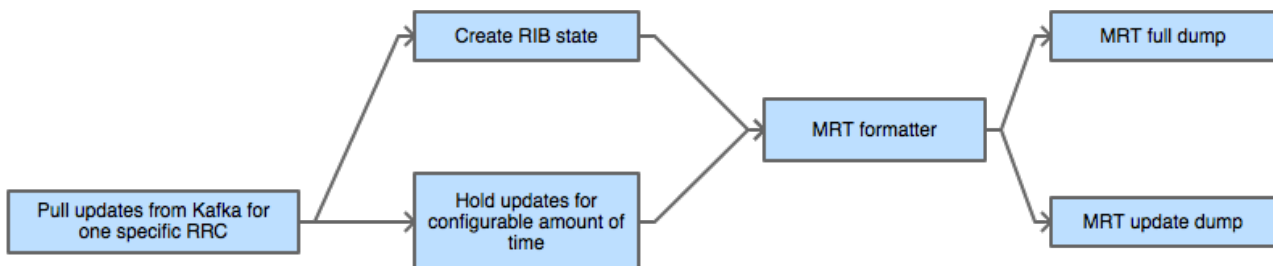 Create RIB state
MRT full dump
MRT formatter
Pull updates from Kafka for
one specific RRC
Hold updates for
configurable amount of
time
MRT update dump